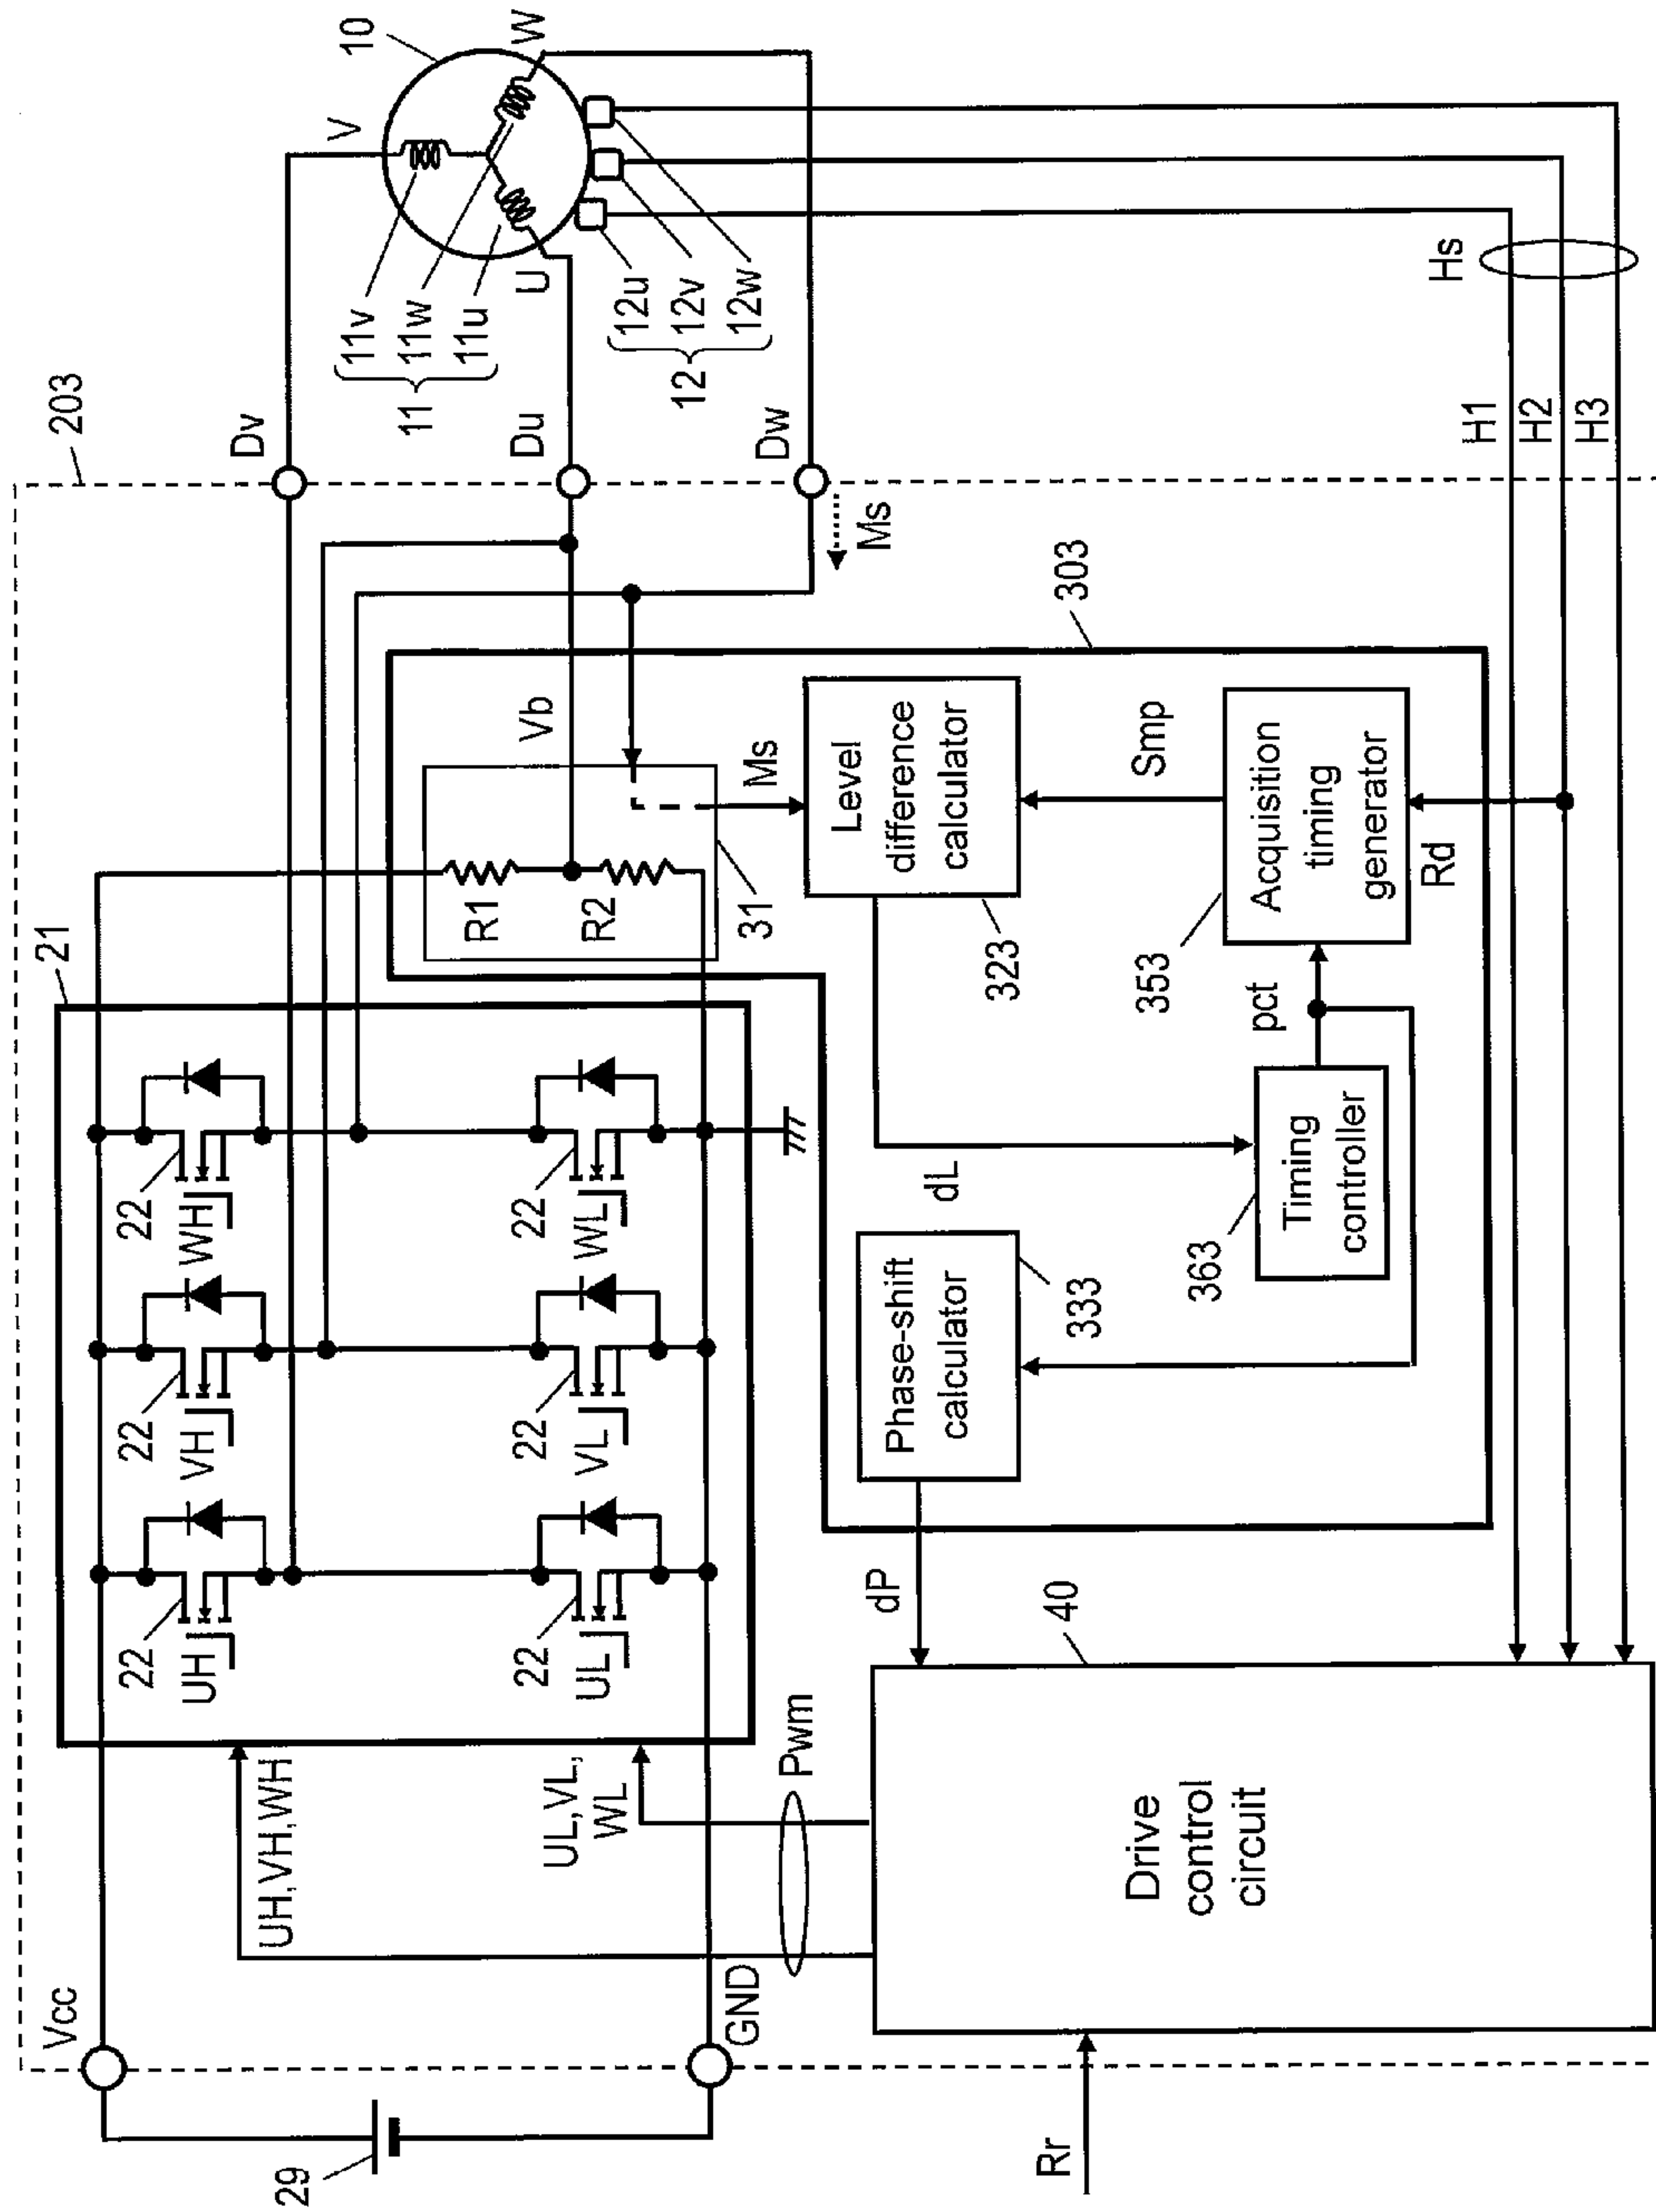 203
Vcc
29
GND
Rr
21
22
UH
22
VH
22
WH
22
UL
22
VL
22
WL
UH,VH,WH
UL,VL,
WL
Pwm
Drive
control
circuit
40
dP
Phase-shift
calculator
333
dL
Timing
controller
363
pct
Acquisition
timing
generator
353
Rd
Smp
Level
difference
calculator
323
Ms
R1
R2
31
Vb
303
Ms
Dv
Du
Dw
10
V
W
U
11v
11w
11u
11
12u
12v
12w
12
Hs
H1
H2
H3